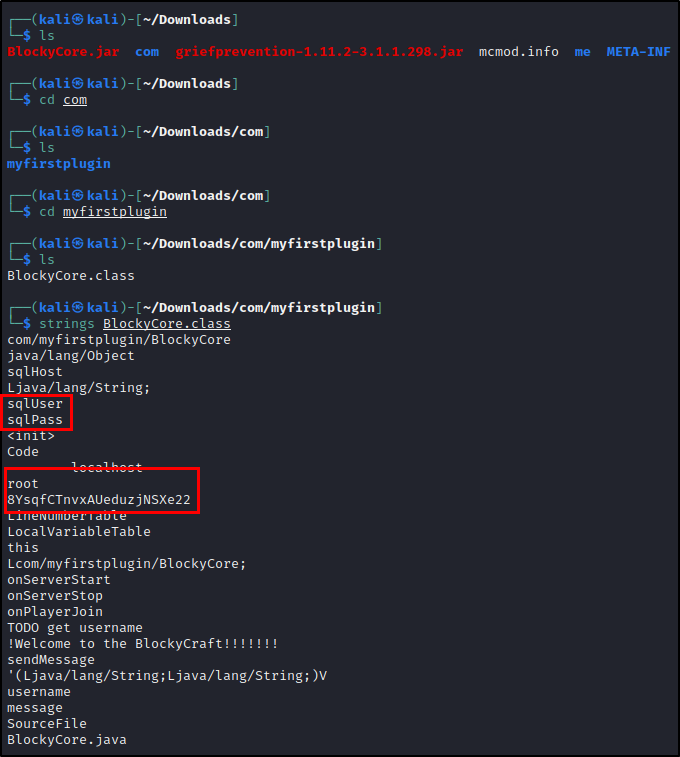 ┌──(kali㉿kali)-[~/Downloads]
└─$ ls
BlockyCore.jar  com  griefprevention-1.11.2-3.1.1.298.jar  mcmod.info  me  META-INF
┌──(kali㉿kali)-[~/Downloads]
└─$ cd com
┌──(kali㉿kali)-[~/Downloads/com]
└─$ ls
myfirstplugin
┌──(kali㉿kali)-[~/Downloads/com]
└─$ cd myfirstplugin
┌──(kali㉿kali)-[~/Downloads/com/myfirstplugin]
└─$ ls
BlockyCore.class
┌──(kali㉿kali)-[~/Downloads/com/myfirstplugin]
└─$ strings BlockyCore.class
com/myfirstplugin/BlockyCore
java/lang/Object
sqlHost
Ljava/lang/String;
sqlUser
sqlPass
<init>
Code
localhost
root
8YsqfCTnvxAUeduzjNSXe22
LineNumberTable
LocalVariableTable
this
Lcom/myfirstplugin/BlockyCore;
onServerStart
onServerStop
onPlayerJoin
TODO get username
!Welcome to the BlockyCraft!!!!!!!
sendMessage
'(Ljava/lang/String;Ljava/lang/String;)V
username
message
SourceFile
BlockyCore.java